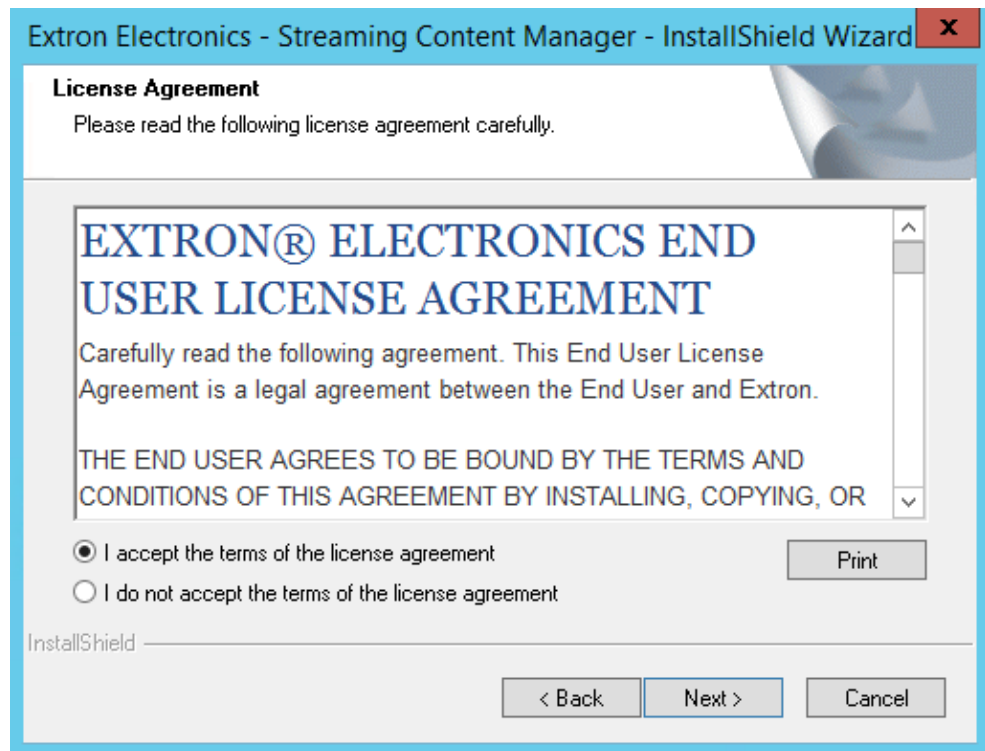 Extron Electronics - Streaming Content Manager - InstallShield Wizard
x
License Agreement
Please read the following license agreement carefully.
EXTRON® ELECTRONICS END
USER LICENSE AGREEMENT
Carefully read the following agreement. This End User License
Agreement is a legal agreement between the End User and Extron.
THE END USER AGREES TO BE BOUND BY THE TERMS AND
CONDITIONS OF THIS AGREEMENT BY INSTALLING, COPYING, OR
I accept the terms of the license agreement
Print
I do not accept the terms of the license agreement
InstallShield
< Back
Next >
Cancel